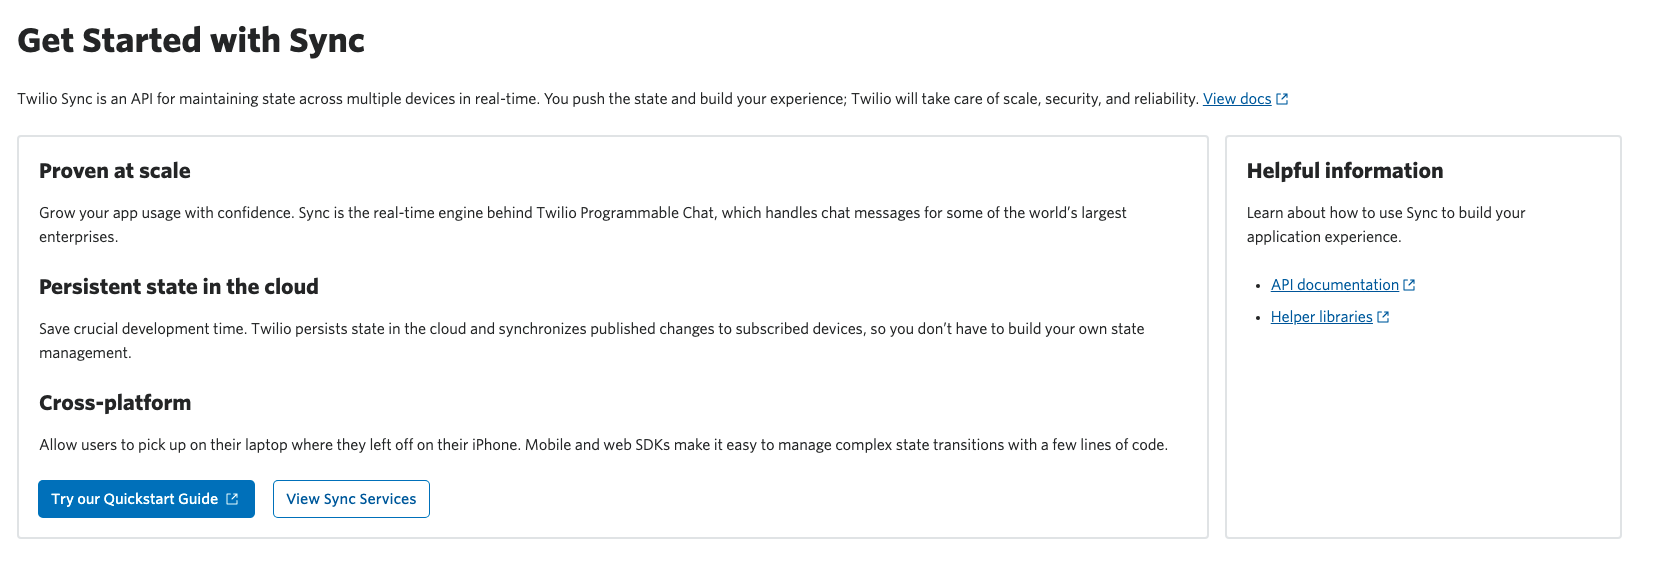 Get Started with Sync
Twilio Sync is an API for maintaining state across multiple devices in real-time. You push the state and build your experience; Twilio will take care of scale, security, and reliability. View docs
Proven at scale
Grow your app usage with confidence. Sync is the real-time engine behind Twilio Programmable Chat, which handles chat messages for some of the world’s largest
enterprises.
Persistent state in the cloud
Save crucial development time. Twilio persists state in the cloud and synchronizes published changes to subscribed devices, so you don’t have to build your own state
management.
Cross-platform
Allow users to pick up on their laptop where they left off on their iPhone. Mobile and web SDKs make it easy to manage complex state transitions with a few lines of code.
Try our Quickstart Guide
View Sync Services
Helpful information
Learn about how to use Sync to build your
application experience.
• API documentation
• Helper libraries